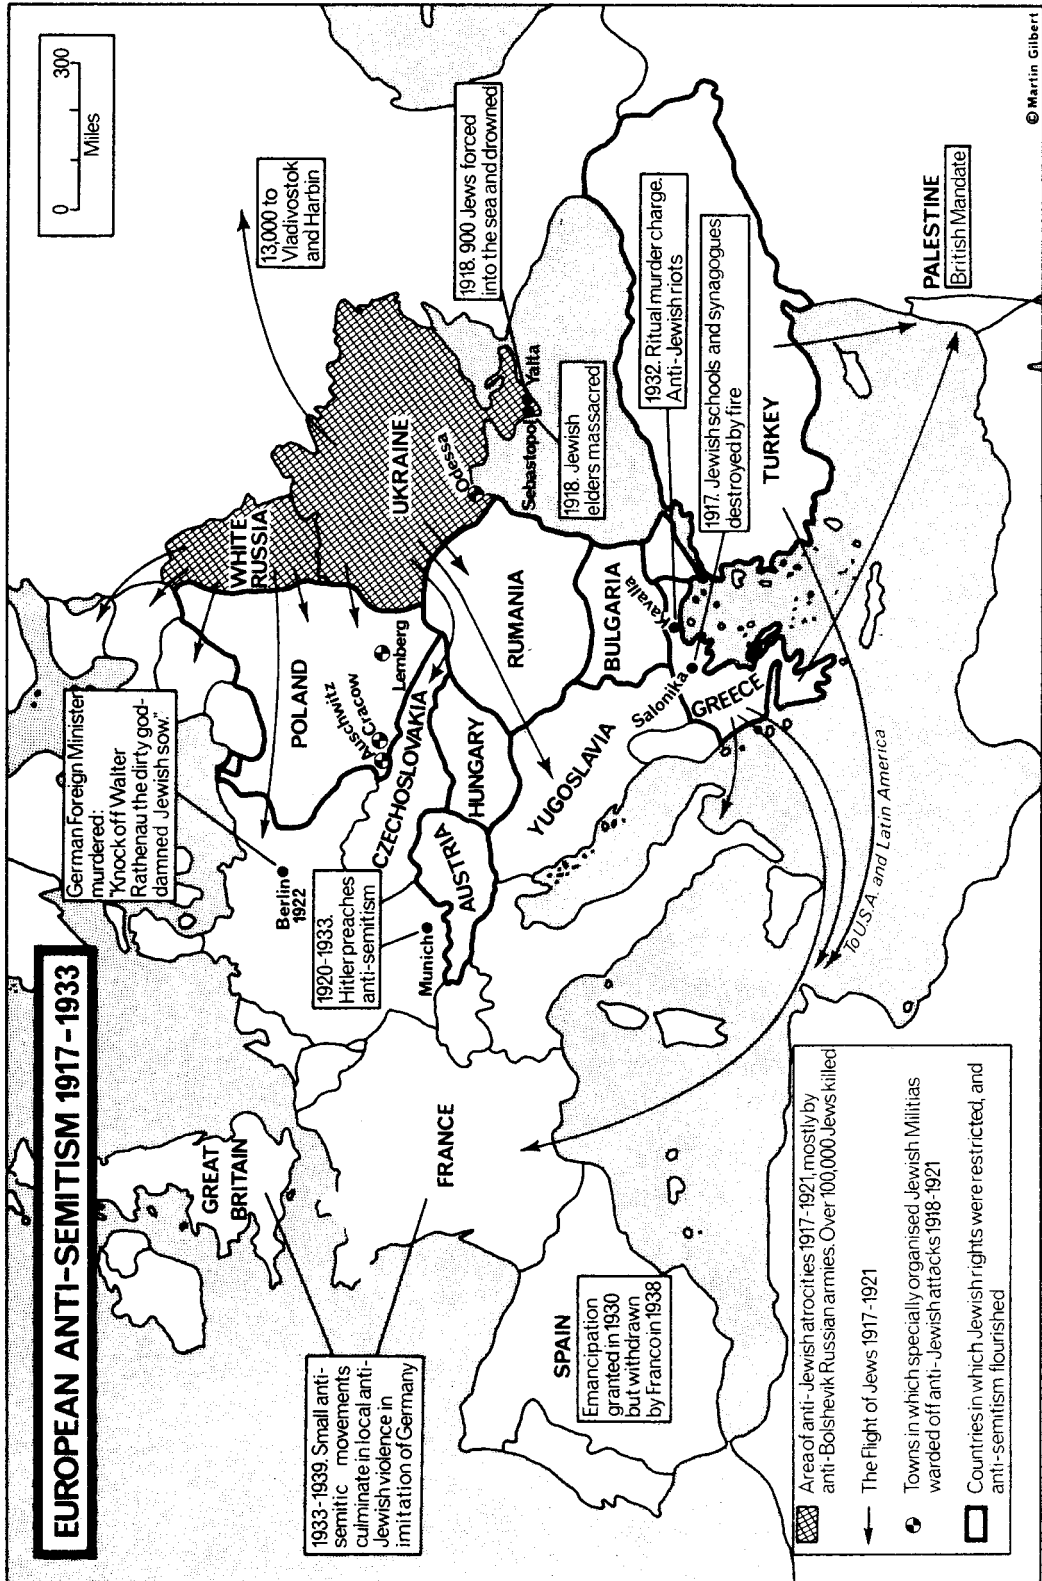 EUROPEAN ANTI-SEMITISM 1917-1933
0
300
Miles
German Foreign Minister
murdered:
"Knock off Walter
Rathenau the dirty god-
damned Jewish sow."
13,000 to
Vladivostok
and Harbin
1918. 900 Jews forced
into the sea and drowned
1918. Jewish
elders massacred
1932. Ritual murder charge.
Anti-Jewish riots
1917. Jewish schools and synagogues
destroyed by fire
1920-1933.
Hitler preaches
anti-semitism
1933-1939. Small anti-
semitic movements
culminate in local anti-
Jewish violence in
imitation of Germany
GREAT
BRITAIN
FRANCE
SPAIN
Emancipation
granted in 1930
but withdrawn
by Franco in 1938
Berlin
1922
Munich
POLAND
WHITE
RUSSIA
UKRAINE
Auschwitz
Cracow
Lemberg
CZECHOSLOVAKIA
AUSTRIA
HUNGARY
RUMANIA
YUGOSLAVIA
BULGARIA
Odessa
Sebastopol
Yalta
Kavalla
Salonika
GREECE
TURKEY
PALESTINE
British Mandate
To U.S.A. and Latin America
Area of anti-Jewish atrocities 1917-1921, mostly by
anti-Bolshevik Russian armies. Over 100,000 Jews killed
The Flight of Jews 1917-1921
Towns in which specially organised Jewish Militias
warded off anti-Jewish attacks 1918-1921
Countries in which Jewish rights were restricted, and
anti-semitism flourished
© Martin Gilbert